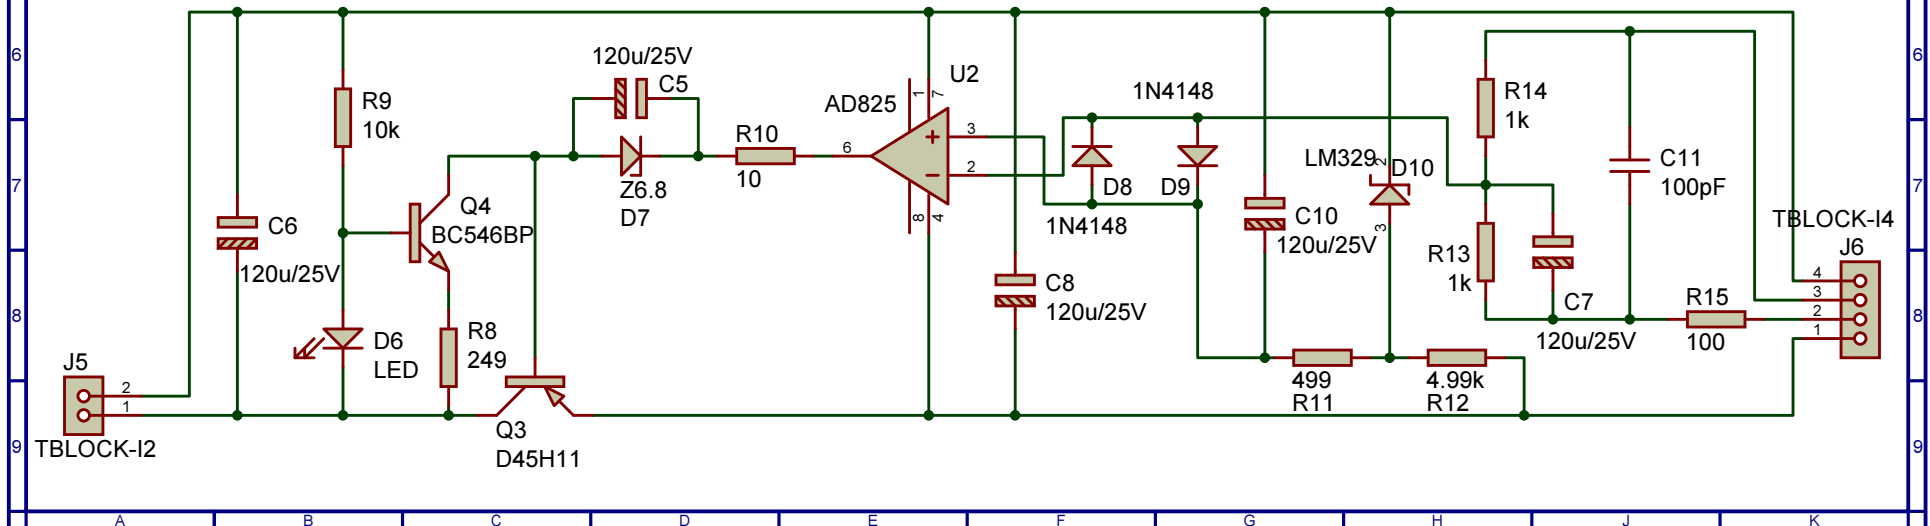 6
6
120u/25V
C5
U2
1
7
R9
10k
AD825
1N4148
R14
1k
R10
10
6
3
2
+
−
LM329
2
D10
C11
100pF
7
7
Z6.8
D7
D8
D9
1N4148
Q4
BC546BP
8
4
3
C6
120u/25V
C10
120u/25V
R13
1k
TBLOCK-I4
J6
4
3
2
1
C8
120u/25V
C7
120u/25V
R15
100
8
8
D6
LED
R8
249
J5
2
1
TBLOCK-I2
499
R11
4.99k
R12
Q3
D45H11
9
9
A
B
C
D
E
F
G
H
J
K